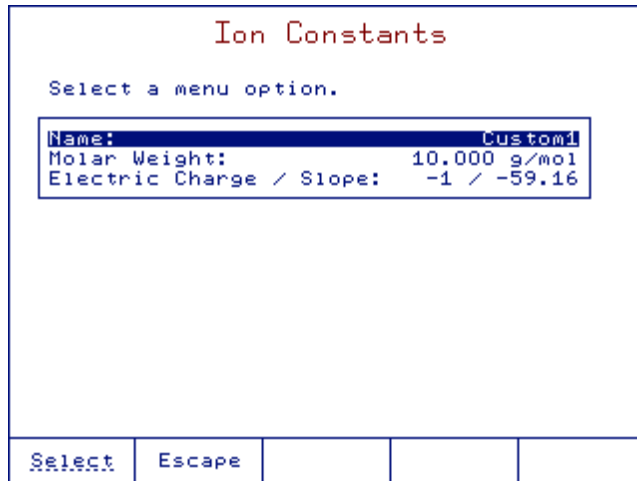 Ion Constants
Select a menu option.
Name: Custom1
Molar Weight: 10.000 g/mol
Electric Charge / Slope: -1 / -59.16
Select Escape